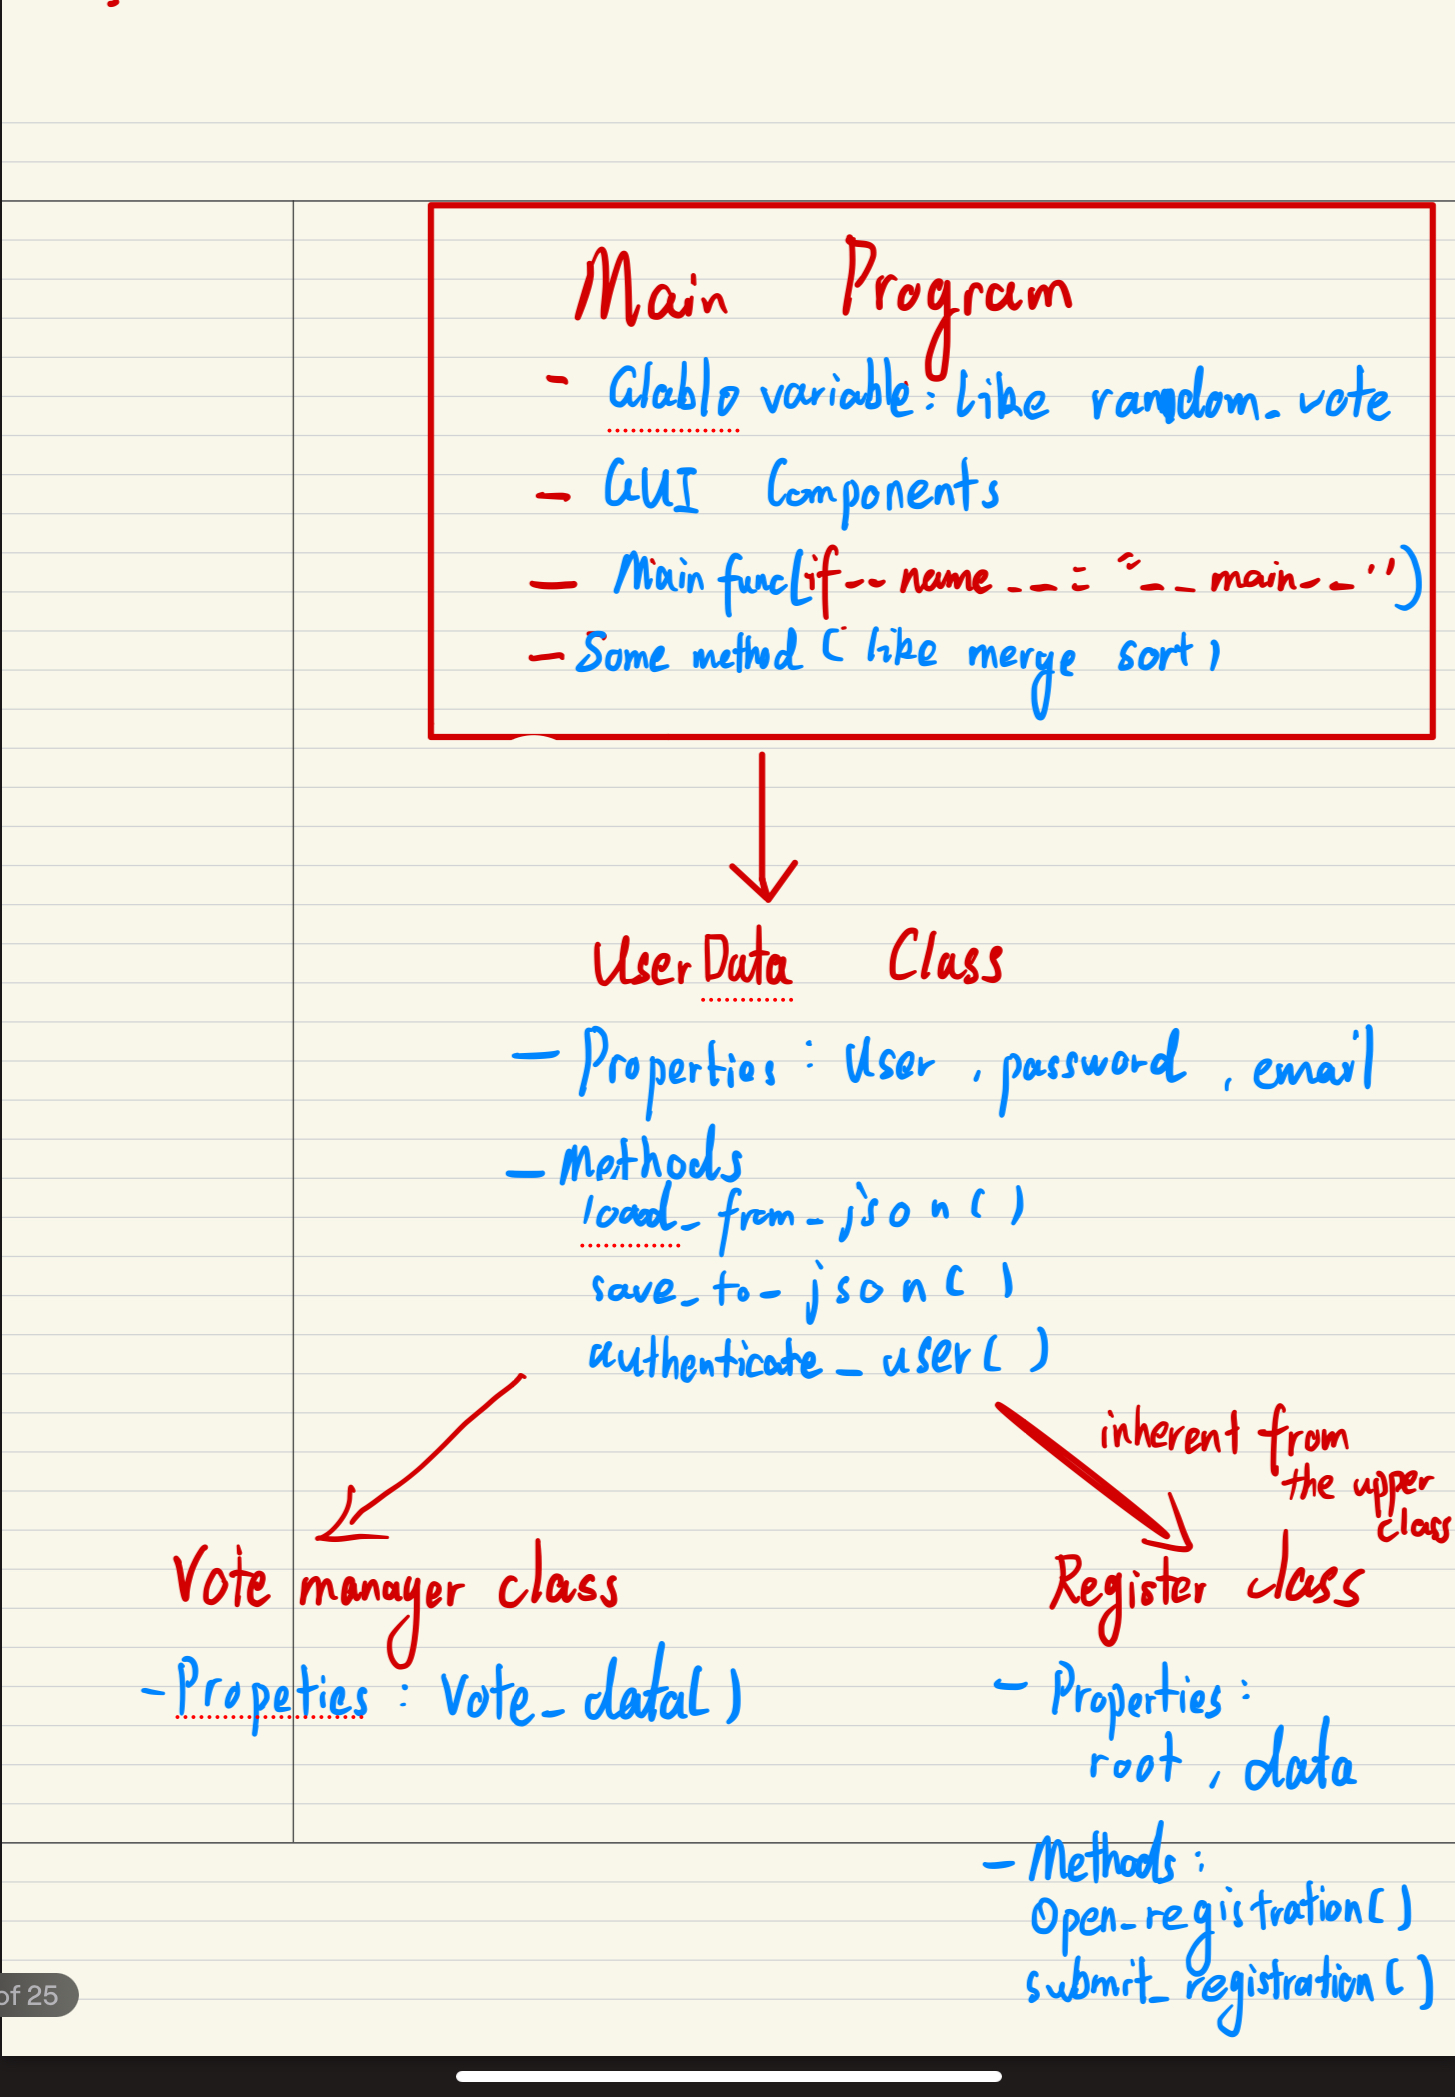 Main Program
- Glablo variable: like random_vote
- GUI Components
- Main func(if __name__ = "__main__")
- Some method (like merge sort)
UserData Class
- Properties : User , password , email
- Methods
load_from_json()
save_to_json()
authenticate_user()
inherent from
the upper
class
Vote manager class
- Propeties : Vote_data()
Register class
- Properties:
root , data
- Methods:
Open_registration()
submit_registration()
of 25